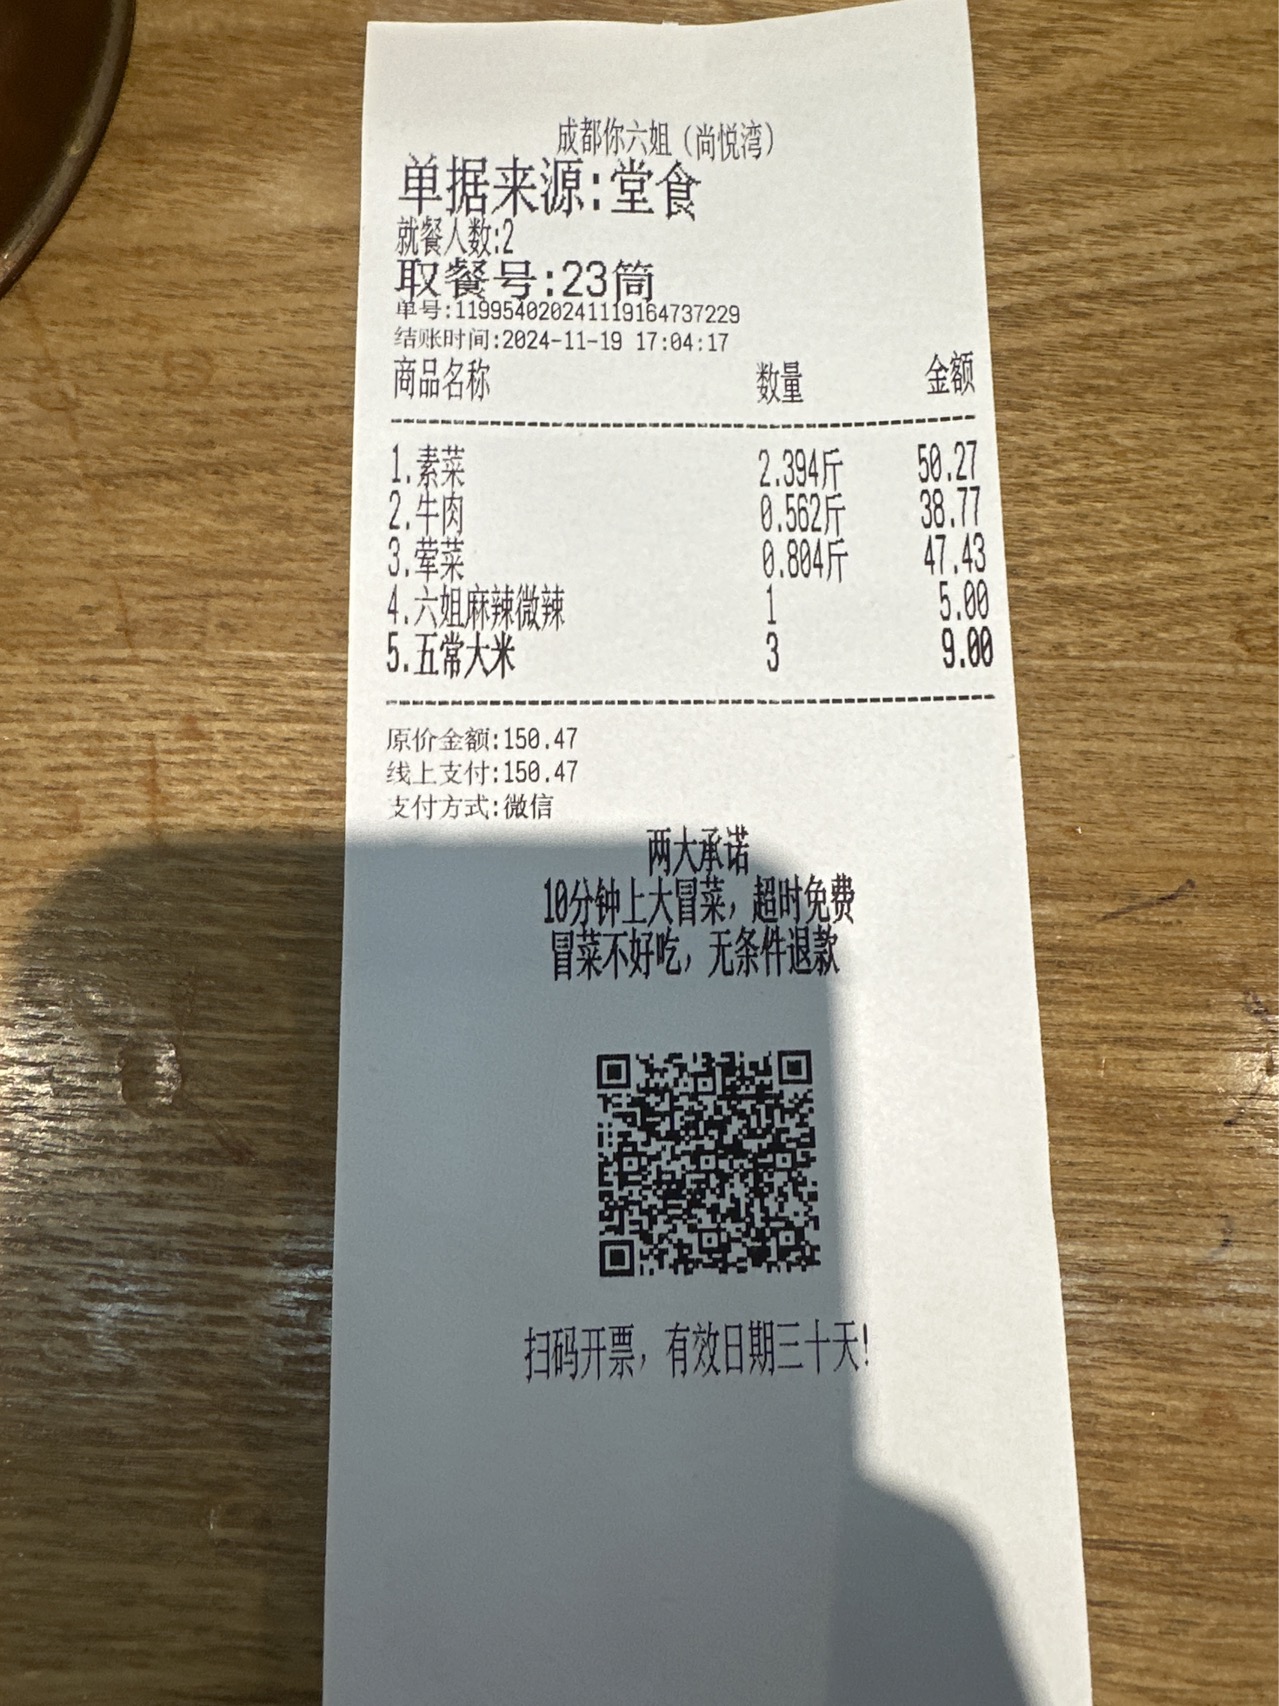 成都你六姐（尚悦湾）
单据来源:堂食
就餐人数:2
取餐号:23筒
单号:11995402024111916473​7229
结账时间:2024-11-19 17:04:17
商品名称 数量 金额
1.素菜 2.394斤 50.27
2.牛肉 0.562斤 38.77
3.荤菜 0.804斤 47.43
4.六姐麻辣微辣 1 5.00
5.五常大米 3 9.00
原价金额:150.47
线上支付:150.47
支付方式:微信
两大承诺
10分钟上大冒菜，超时免费
冒菜不好吃，无条件退款
扫码开票，有效日期三十天!